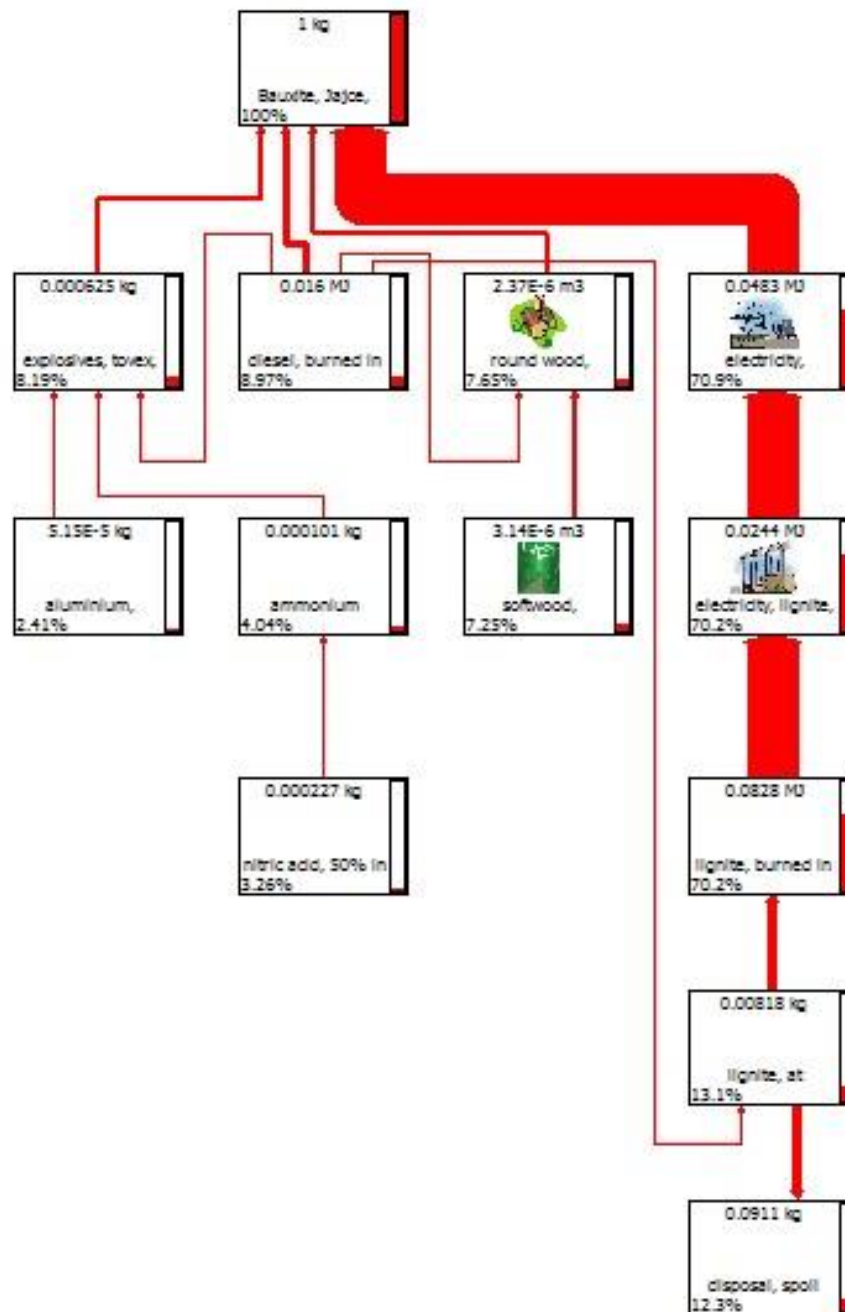 1 kg
Bauxite, Jajce,
100%
0.000625 kg
explosives, tovex,
8.19%
0.016 MJ
diesel, burned in
8.97%
2.37E-6 m3
round wood,
7.65%
0.0483 MJ
electricity,
70.9%
5.15E-5 kg
aluminium,
2.41%
0.000101 kg
ammonium
4.04%
3.14E-6 m3
softwood,
7.25%
0.0244 MJ
electricity, lignite,
70.2%
0.000227 kg
nitric acid, 50% in
3.26%
0.0828 MJ
lignite, burned in
70.2%
0.00818 kg
lignite, at
13.1%
0.0911 kg
disposal, spoil
12.3%